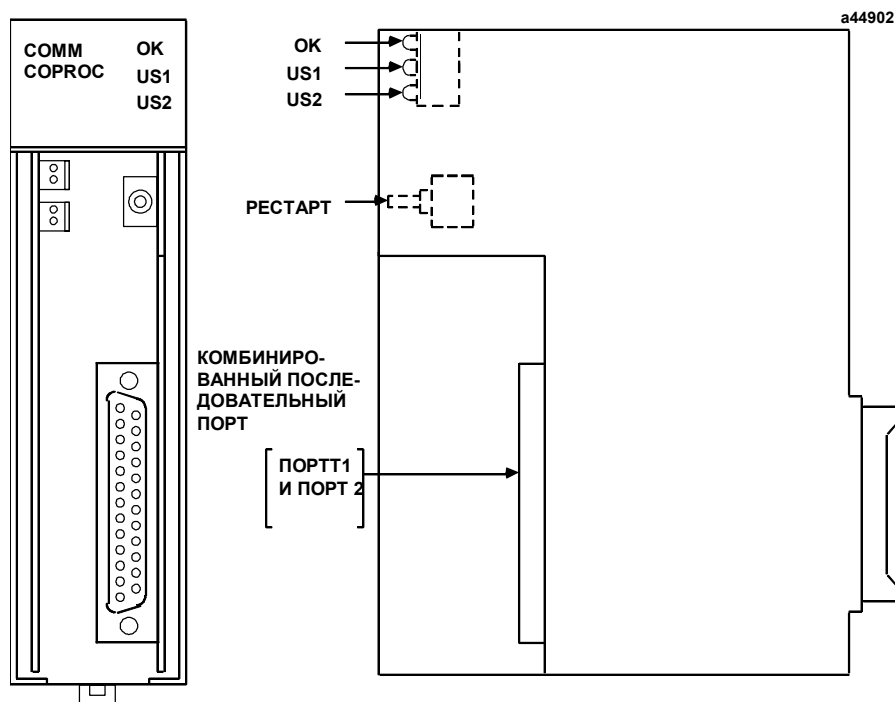 a44902
COMM OK
COPROC US1
US2
OK
US1
US2
РЕСТАРТ
КОМБИНИРО-
ВАННЫЙ ПОСЛЕ-
ДОВАТЕЛЬНЫЙ
ПОРТ
ПОРТТ1
И ПОРТ 2